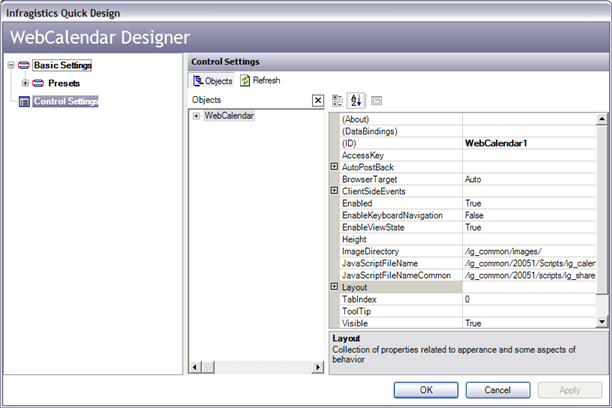 Infragistics Quick Design
WebCalendar Designer
Basic Settings
Presets
Control Settings
Control Settings
Objects Refresh
Objects
WebCalendar
(About)
(DataBindings)
(ID) WebCalendar1
AccessKey
AutoPostBack
BrowserTarget Auto
ClientSideEvents
Enabled True
EnableKeyboardNavigation False
EnableViewState True
Height
ImageDirectory /ig_common/images/
JavaScriptFileName /ig_common/20051/Scripts/ig_calen
JavaScriptFileNameCommon /ig_common/20051/scripts/ig_share
Layout
TabIndex 0
ToolTip
Visible True
Layout
Collection of properties related to apperance and some aspects of
behavior
OK Cancel Apply